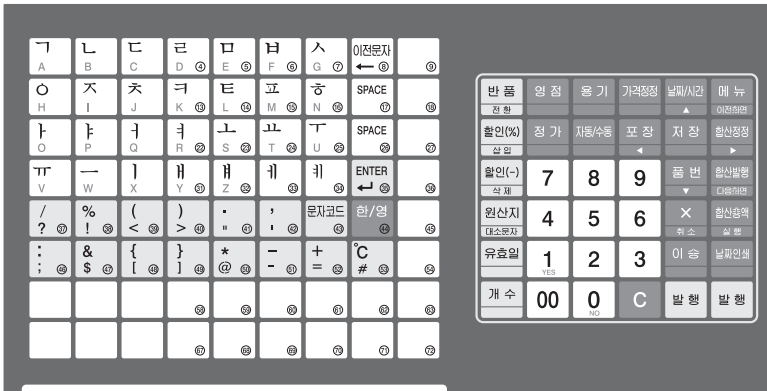 ㄱ ㄴ ㄷ ㄹ ㅁ ㅂ ㅅ 이전문자
A B C D ④ E ⑤ F ⑥ G ⑦ ← ⑧ ⑨
ㅇ ㅈ ㅊ ㅋ ㅌ ㅍ ㅎ SPACE
H I J K ⑬ L ⑭ M ⑮ N ⑯ ⑰ ⑱
ㅏ ㅑ ㅓ ㅕ ㅗ ㅛ ㅜ SPACE
O P Q R ㉒ S ㉓ T ㉔ U ㉕ ㉖ ㉗
ㅠ ㅡ ㅣ ㅐ ㅒ ㅔ ㅖ ENTER
V W X Y ㉛ Z ㉜ ㉝ ㉞ ↵ ㉟ ㊱
/ % ( ) . , 문자코드 한/영
? ㊲ ! ㊳ < ㊴ > ㊵ " ㊶ ' ㊷ ㊸ ㊹ ㊺
: & { } * – + ℃
; ㊻ $ ㊼ [ ㊽ ] ㊾ @ ㊿ - 51 = 52 # 53 54
58 59 60 61 62 63
67 68 69 70 71 72
반품 영점 용기 가격정정 날짜/시간 메뉴
전환 ▲ 이전화면
할인(%) 정가 자동/수동 포장 저장 합산정정
삽입 ◀ ▶
할인(-) 7 8 9 품번 합산발행
삭제 ▼ 다음화면
원산지 4 5 6 × 합산총액
대소문자 취소 실행
유효일 1 2 3 이송 날짜인쇄
YES
개수 00 0 C 발행 발행
NO